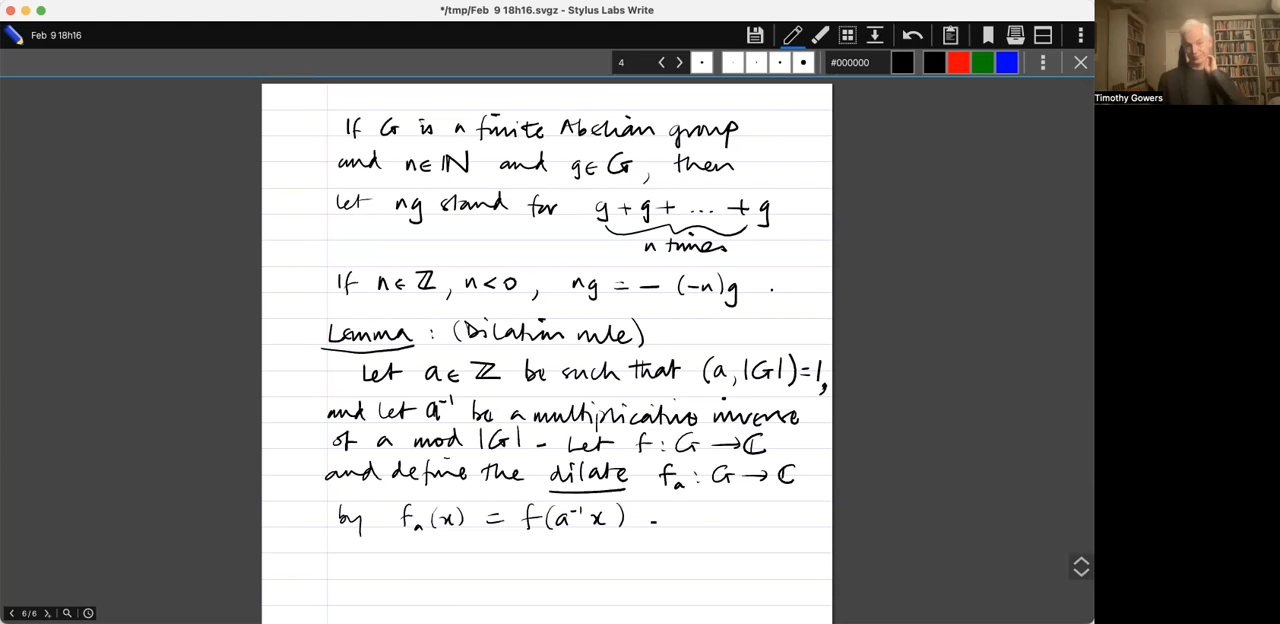 */tmp/Feb 9 18h16.svgz - Stylus Labs Write
Feb 9 18h16
4
#000000
Timothy Gowers
If G is a finite Abelian group
and n∈ℕ and g∈G, then
let ng stand for g + g + ... + g
n times
If n∈ℤ, n<0, ng = - (-n)g .
Lemma : (Dilation rule)
Let a∈ℤ be such that (a, |G|)=1,
and let a⁻¹ be a multiplicative inverse
of a mod |G| . Let f : G → ℂ
and define the dilate fₐ : G → ℂ
by fₐ(x) = f(a⁻¹x) .
6/6